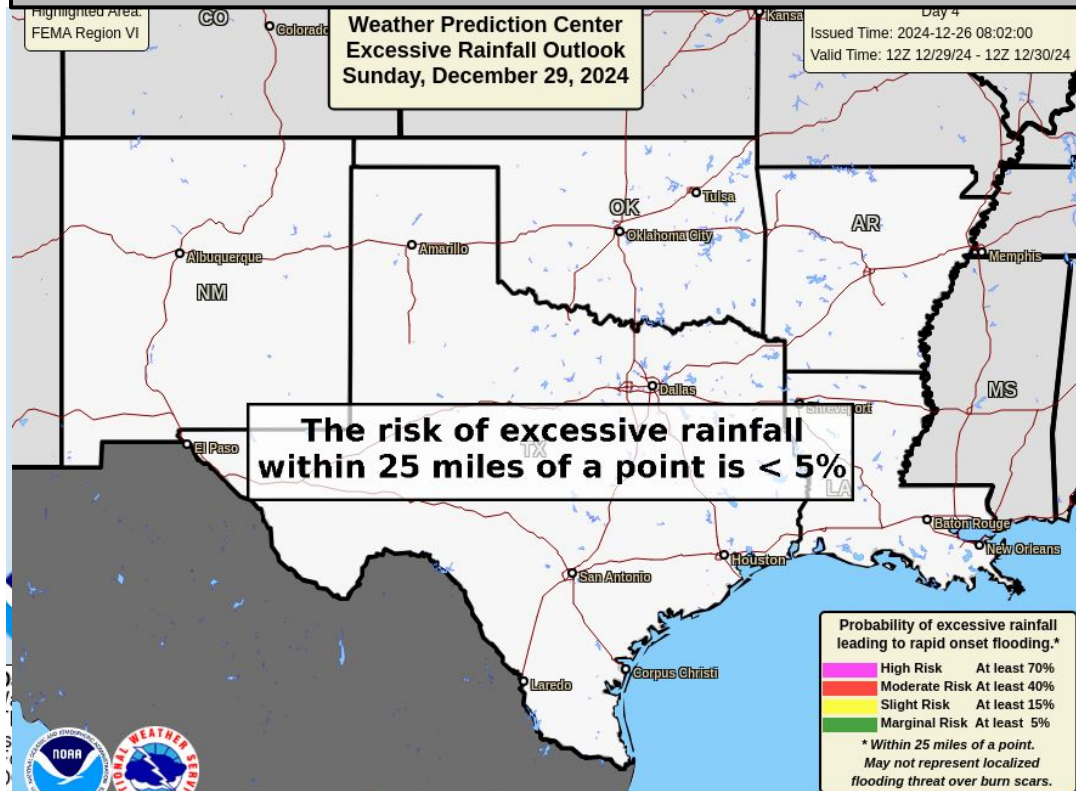 Highlighted Area:
FEMA Region VI
CO
Colorado
Weather Prediction Center
Excessive Rainfall Outlook
Sunday, December 29, 2024
Kansa
Day 4
Issued Time: 2024-12-26 08:02:00
Valid Time: 12Z 12/29/24 - 12Z 12/30/24
Tulsa
OK
Oklahoma City
AR
Amarillo
Albuquerque
Memphis
NM
Dallas
MS
Shreveport
The risk of excessive rainfall
within 25 miles of a point is < 5%
El Paso
TX
LA
Baton Rouge
New Orleans
Houston
San Antonio
Corpus Christi
Laredo
Probability of excessive rainfall
leading to rapid onset flooding.*
High Risk At least 70%
Moderate Risk At least 40%
Slight Risk At least 15%
Marginal Risk At least 5%
* Within 25 miles of a point.
May not represent localized
flooding threat over burn scars.
NOAA